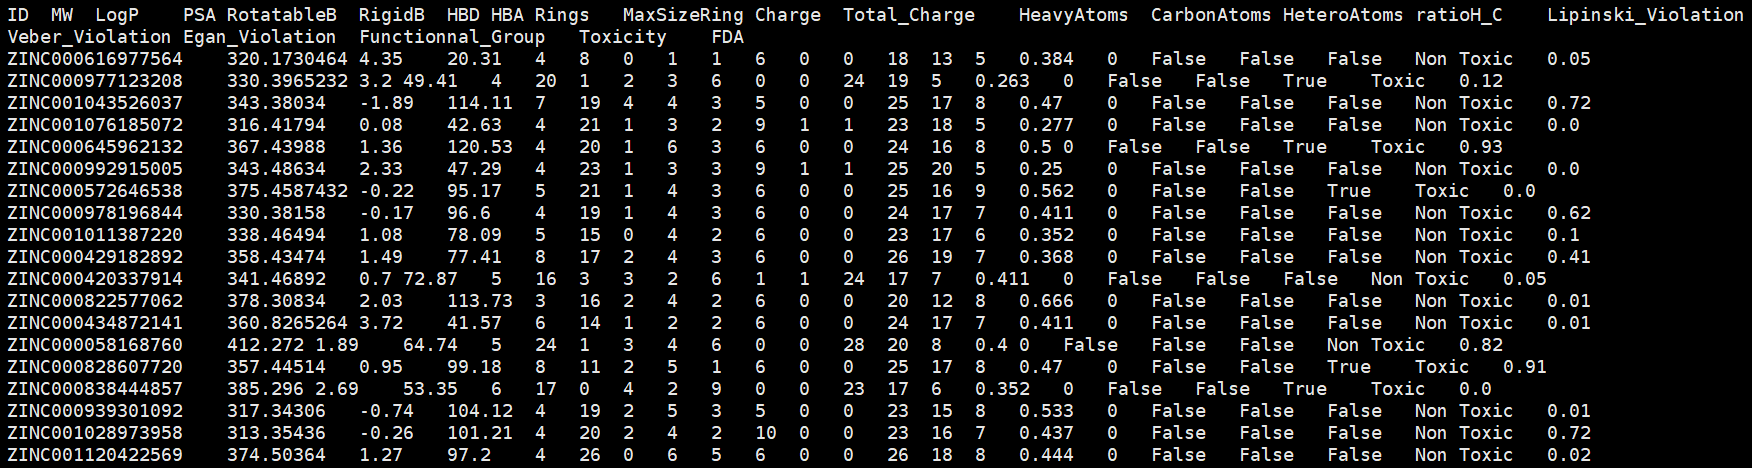 ID MW LogP PSA RotatableB RigidB HBD HBA Rings MaxSizeRing Charge Total_Charge HeavyAtoms CarbonAtoms HeteroAtoms ratioH_C Lipinski_Violation
Veber_Violation Egan_Violation Functionnal_Group Toxicity FDA
ZINC000616977564 320.1730464 4.35 20.31 4 8 0 1 1 6 0 0 18 13 5 0.384 0 False False False Non Toxic 0.05
ZINC000977123208 330.3965232 3.2 49.41 4 20 1 2 3 6 0 0 24 19 5 0.263 0 False False True Toxic 0.12
ZINC001043526037 343.38034 -1.89 114.11 7 19 4 4 3 5 0 0 25 17 8 0.47 0 False False False Non Toxic 0.72
ZINC001076185072 316.41794 0.08 42.63 4 21 1 3 2 9 1 1 23 18 5 0.277 0 False False False Non Toxic 0.0
ZINC000645962132 367.43988 1.36 120.53 4 20 1 6 3 6 0 0 24 16 8 0.5 0 False False True Toxic 0.93
ZINC000992915005 343.48634 2.33 47.29 4 23 1 3 3 9 1 1 25 20 5 0.25 0 False False False Non Toxic 0.0
ZINC000572646538 375.4587432 -0.22 95.17 5 21 1 4 3 6 0 0 25 16 9 0.562 0 False False True Toxic 0.0
ZINC000978196844 330.38158 -0.17 96.6 4 19 1 4 3 6 0 0 24 17 7 0.411 0 False False False Non Toxic 0.62
ZINC001011387220 338.46494 1.08 78.09 5 15 0 4 2 6 0 0 23 17 6 0.352 0 False False False Non Toxic 0.1
ZINC000429182892 358.43474 1.49 77.41 8 17 2 4 3 6 0 0 26 19 7 0.368 0 False False False Non Toxic 0.41
ZINC000420337914 341.46892 0.7 72.87 5 16 3 3 2 6 1 1 24 17 7 0.411 0 False False False Non Toxic 0.05
ZINC000822577062 378.30834 2.03 113.73 3 16 2 4 2 6 0 0 20 12 8 0.666 0 False False False Non Toxic 0.01
ZINC000434872141 360.8265264 3.72 41.57 6 14 1 2 2 6 0 0 24 17 7 0.411 0 False False False Non Toxic 0.01
ZINC000058168760 412.272 1.89 64.74 5 24 1 3 4 6 0 0 28 20 8 0.4 0 False False False Non Toxic 0.82
ZINC000828607720 357.44514 0.95 99.18 8 11 2 5 1 6 0 0 25 17 8 0.47 0 False False True Toxic 0.91
ZINC000838444857 385.296 2.69 53.35 6 17 0 4 2 9 0 0 23 17 6 0.352 0 False False True Toxic 0.0
ZINC000939301092 317.34306 -0.74 104.12 4 19 2 5 3 5 0 0 23 15 8 0.533 0 False False False Non Toxic 0.01
ZINC001028973958 313.35436 -0.26 101.21 4 20 2 4 2 10 0 0 23 16 7 0.437 0 False False False Non Toxic 0.72
ZINC001120422569 374.50364 1.27 97.2 4 26 0 6 5 6 0 0 26 18 8 0.444 0 False False False Non Toxic 0.02